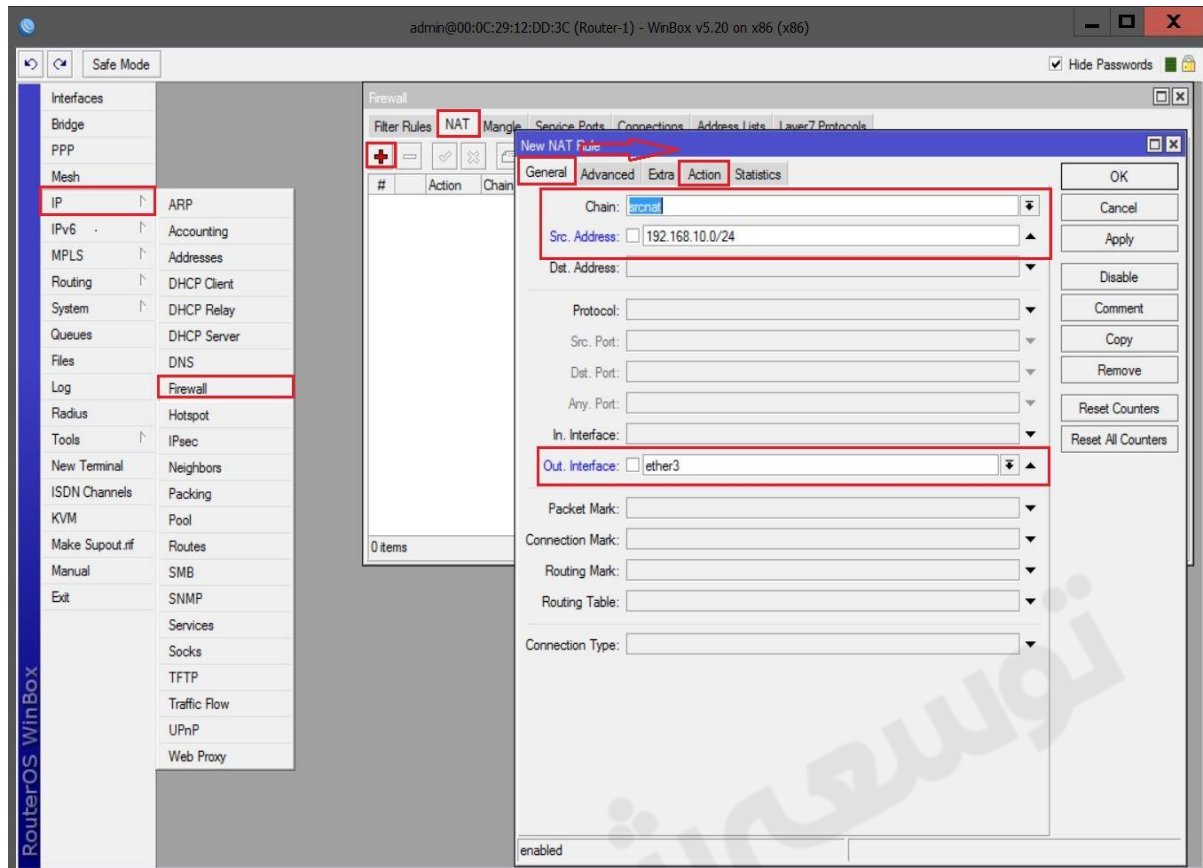 admin@00:0C:29:12:DD:3C (Router-1) - WinBox v5.20 on x86 (x86)
Safe Mode
Hide Passwords
Interfaces
Bridge
PPP
Mesh
IP
IPv6
MPLS
Routing
System
Queues
Files
Log
Radius
Tools
New Terminal
ISDN Channels
KVM
Make Supout.rif
Manual
Exit
RouterOS WinBox
ARP
Accounting
Addresses
DHCP Client
DHCP Relay
DHCP Server
DNS
Firewall
Hotspot
IPsec
Neighbors
Packing
Pool
Routes
SMB
SNMP
Services
Socks
TFTP
Traffic Flow
UPnP
Web Proxy
Firewall
Filter Rules NAT Mangle Service Ports Connections Address Lists Layer7 Protocols
# Action Chain
0 items
New NAT Rule
General Advanced Extra Action Statistics
Chain: srcnat
Src. Address: 192.168.10.0/24
Dst. Address:
Protocol:
Src. Port:
Dst. Port:
Any. Port:
In. Interface:
Out. Interface: ether3
Packet Mark:
Connection Mark:
Routing Mark:
Routing Table:
Connection Type:
enabled
OK
Cancel
Apply
Disable
Comment
Copy
Remove
Reset Counters
Reset All Counters
توسعه